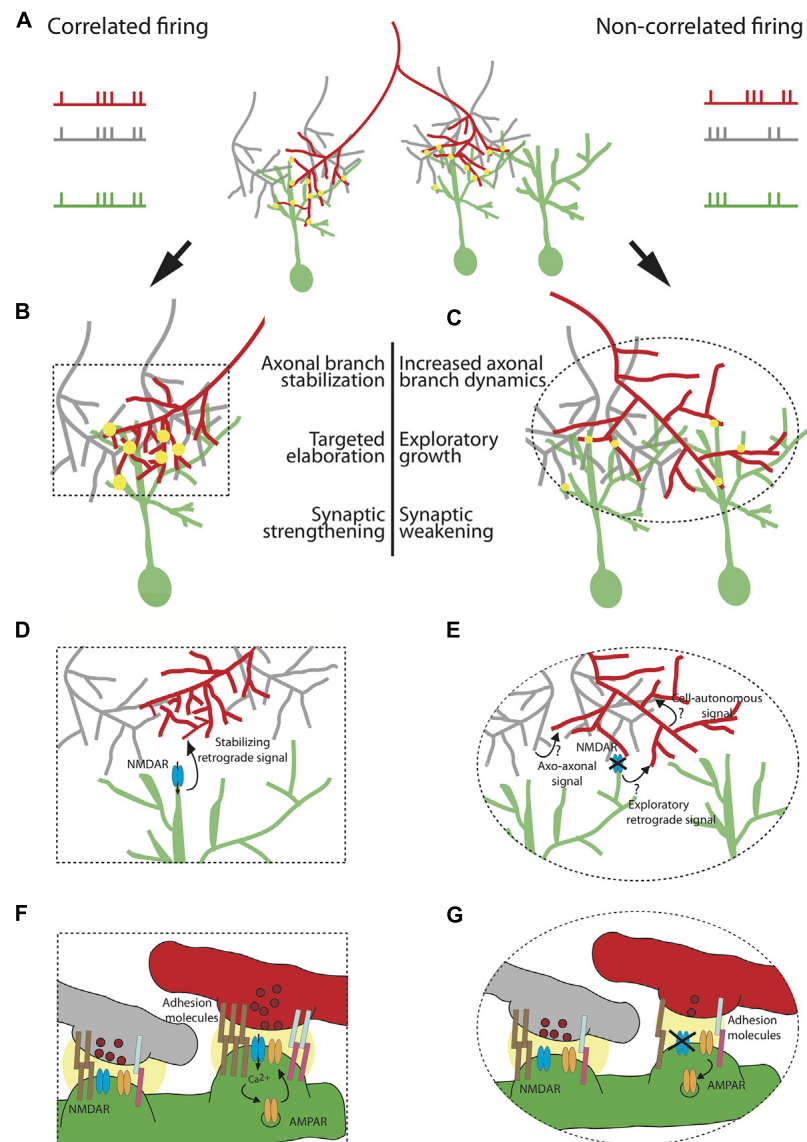 A
Correlated firing
Non-correlated firing
B
C
Axonal branch
stabilization
Increased axonal
branch dynamics
Targeted
elaboration
Exploratory
growth
Synaptic
strengthening
Synaptic
weakening
D
E
NMDAR
Stabilizing
retrograde signal
Cell-autonomous
signal
?
NMDAR
?
Axo-axonal
signal
?
Exploratory
retrograde signal
F
G
Adhesion
molecules
Ca2+
NMDAR
AMPAR
Adhesion
molecules
NMDAR
AMPAR